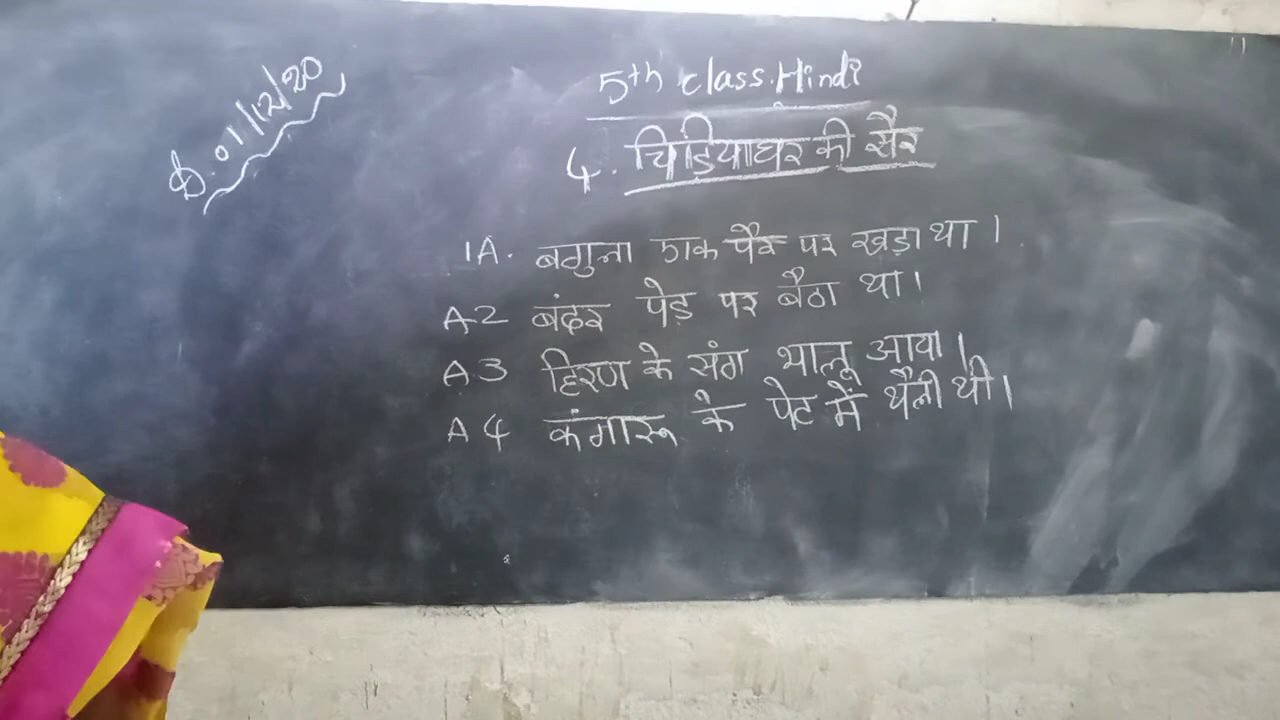 D. 01/12/20
5th class. Hindi
4. चिडियाघर की सैर
1A. बगुला एक पैर पर खड़ा था।
A2 बंदर पेड़ पर बैठा था।
A3 हिरण के संग भालू आया।
A4 कंगारू के पेट में थैली थी।